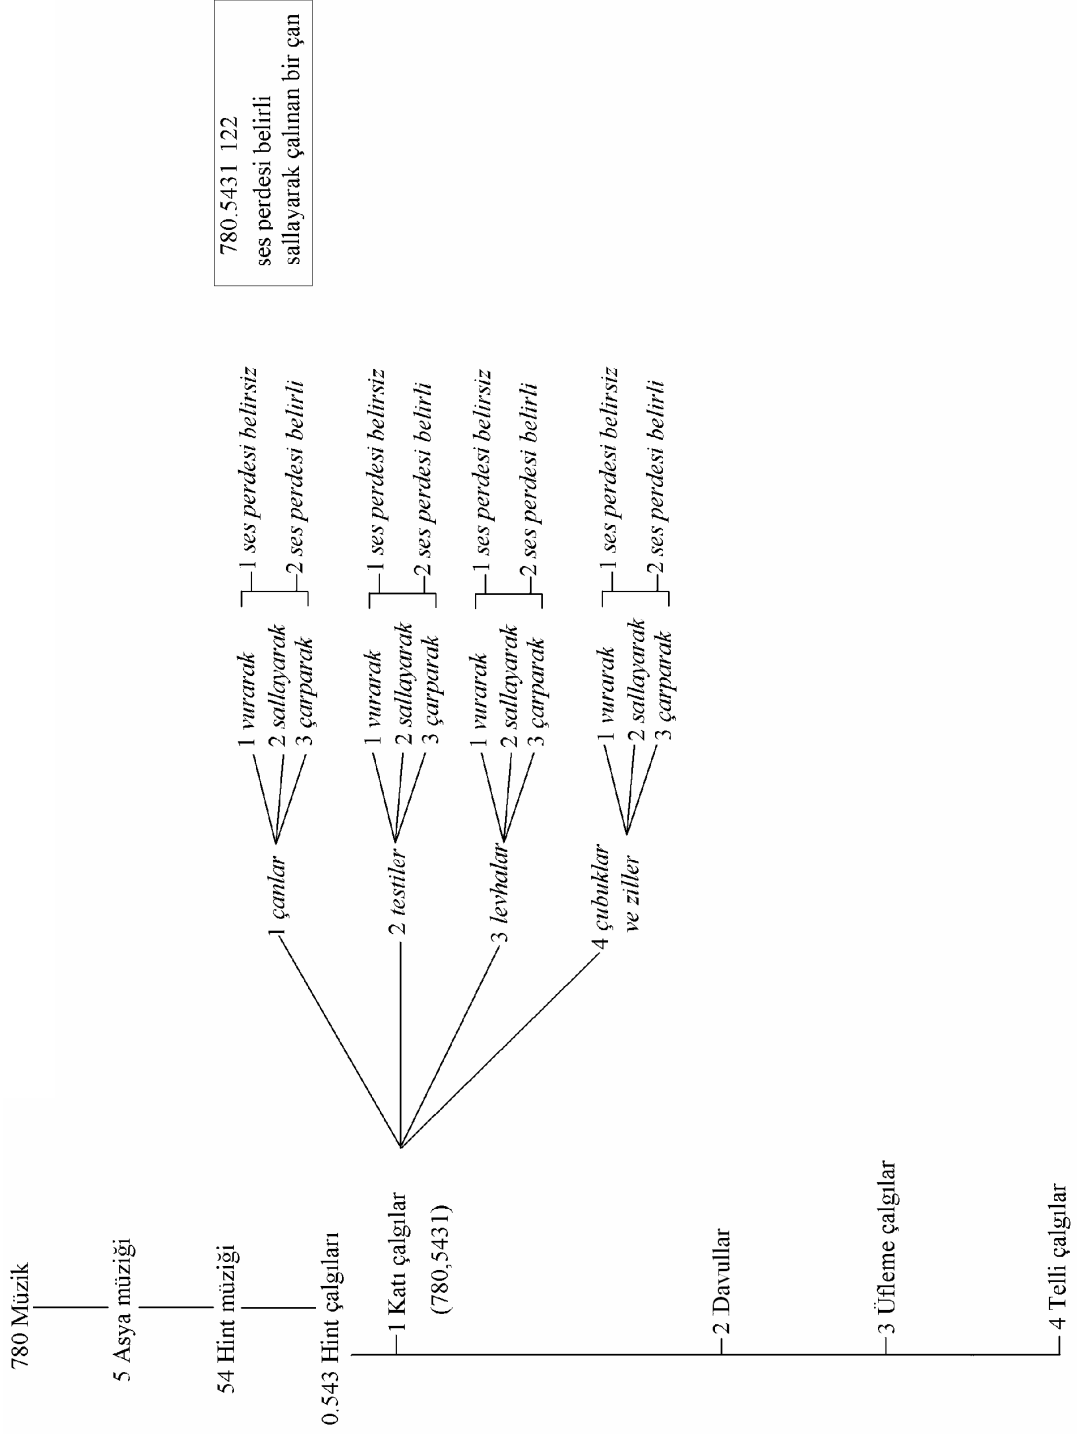 780 Müzik
5 Asya müziği
54 Hint müziği
0.543 Hint çalgıları
1 Katı çalgılar
(780,5431)
2 Davullar
3 Üfleme çalgılar
4 Telli çalgılar
1 çanlar
1 vurarak
2 sallayarak
3 çarparak
1 ses perdesi belirsiz
2 ses perdesi belirli
2 testiler
1 vurarak
2 sallayarak
3 çarparak
1 ses perdesi belirsiz
2 ses perdesi belirli
3 levhalar
1 vurarak
2 sallayarak
3 çarparak
1 ses perdesi belirsiz
2 ses perdesi belirli
4 çubuklar
ve ziller
1 vurarak
2 sallayarak
3 çarparak
1 ses perdesi belirsiz
2 ses perdesi belirli
780.5431 122
ses perdesi belirli
sallayarak çalınan bir çan